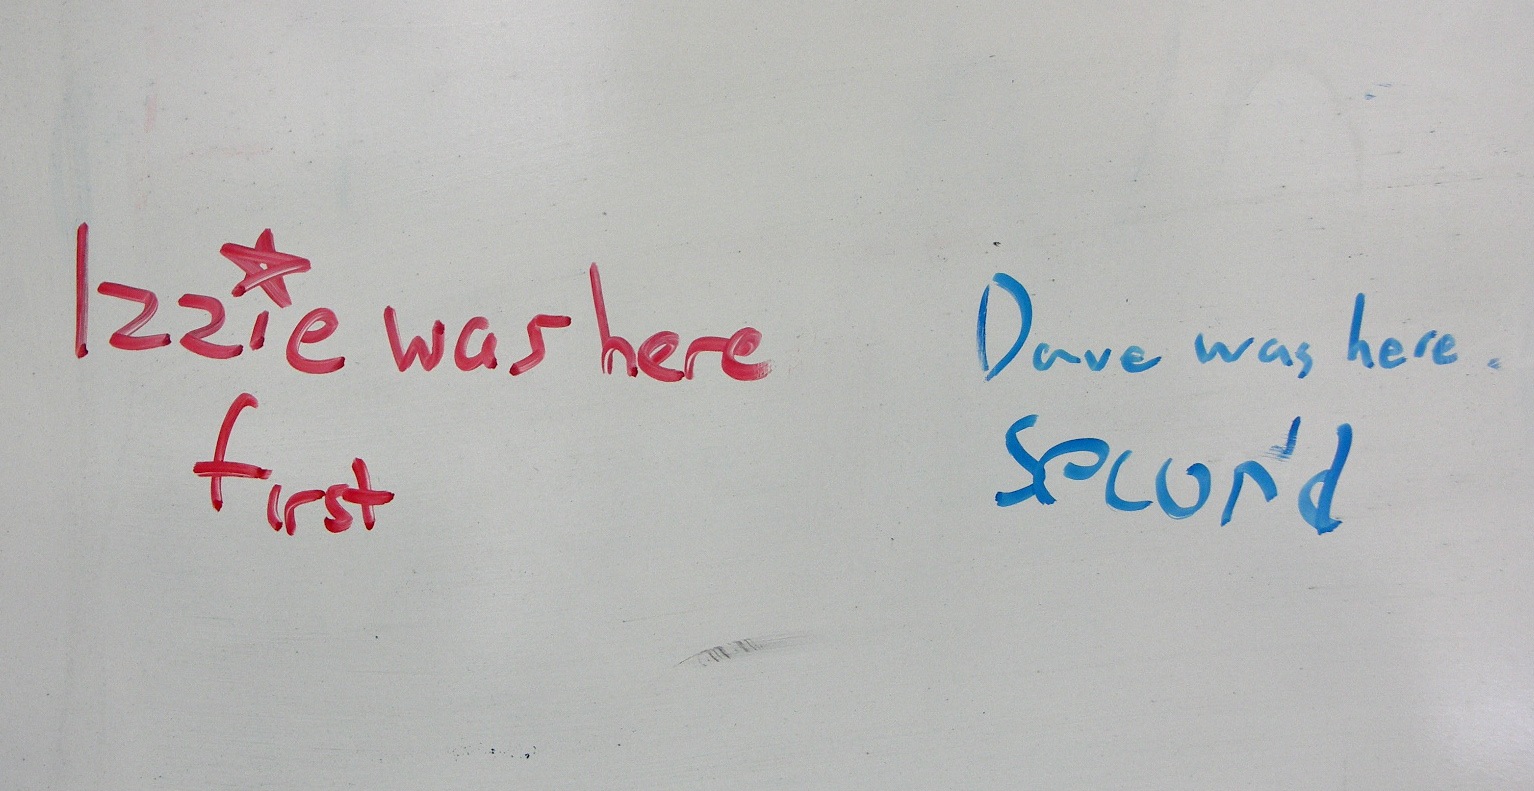 Izzie was here
first
Dave was here.
second